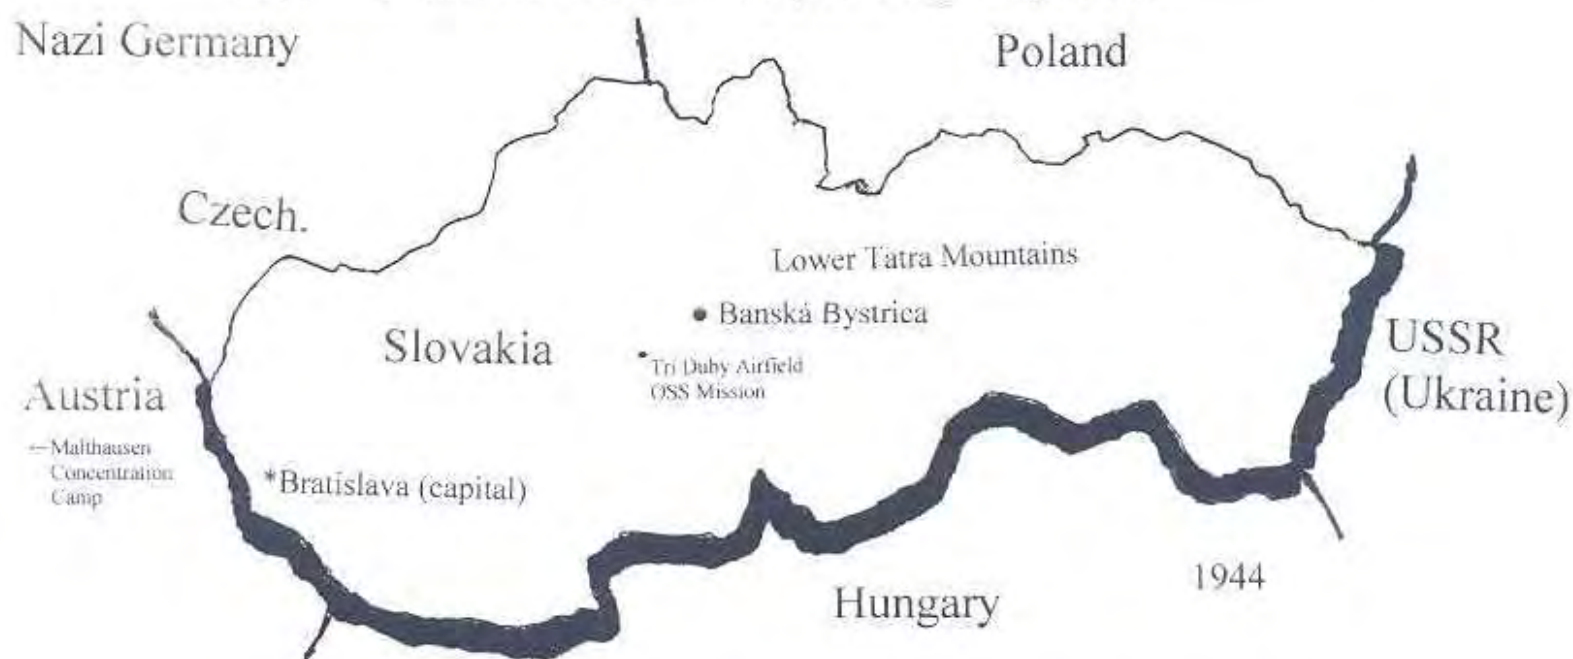 Nazi Germany
Poland
Czech.
Lower Tatra Mountains
Banská Bystrica
Slovakia
Tri Duby Airfield
OSS Mission
USSR
(Ukraine)
Austria
←Malthausen
Concentration
Camp
*Bratislava (capital)
1944
Hungary